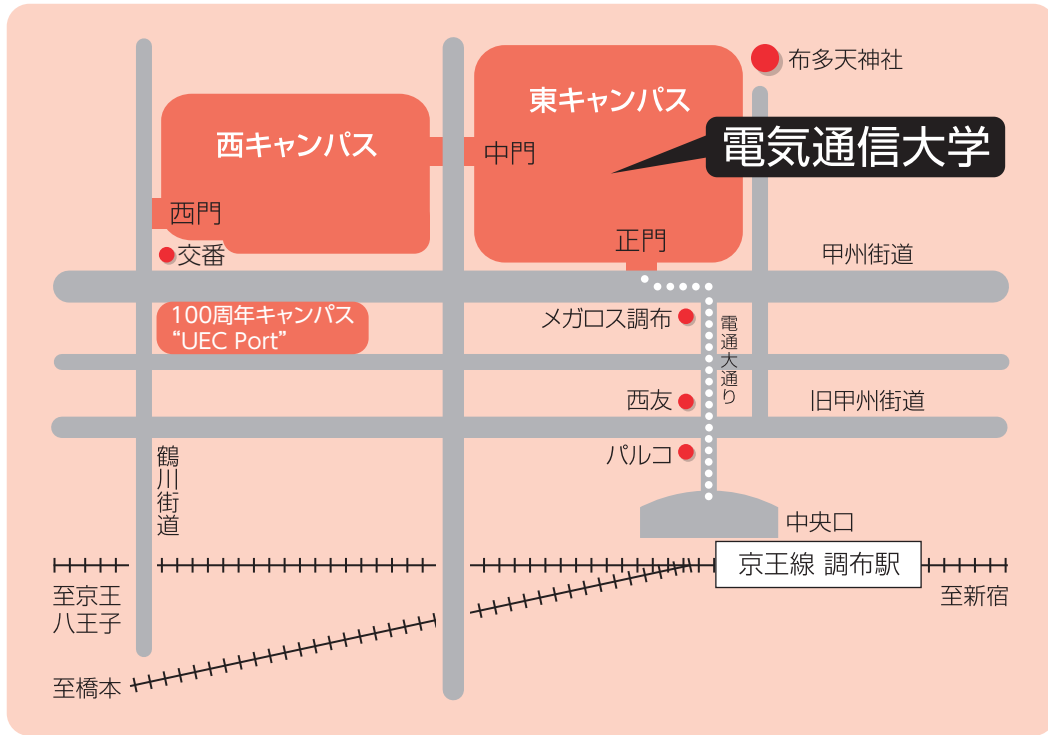 布多天神社
東キャンパス
西キャンパス
電気通信大学
中門
西門
正門
交番
甲州街道
100周年キャンパス
“UEC Port”
メガロス調布
電通大通り
西友
旧甲州街道
パルコ
鶴川街道
中央口
京王線 調布駅
至京王
八王子
至新宿
至橋本